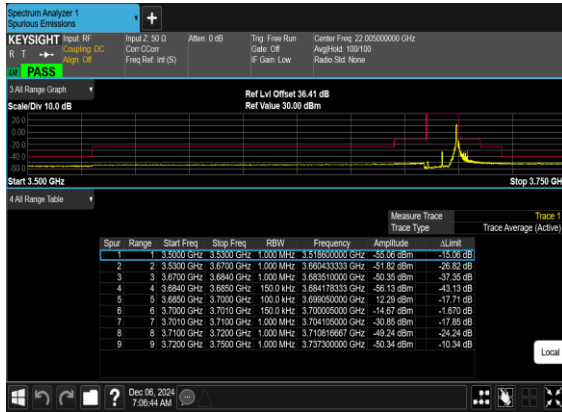 Spectrum Analyzer 1
Spurious Emissions
+
KEYSIGHT Input: RF Input Z: 50 Ω Atten: 0 dB Trig: Free Run Center Freq: 22.005000000 GHz
R T Coupling: DC Corr CCorr Gate: Off Avg|Hold: 100/100
Align: Off Freq Ref: Int (S) IF Gain: Low Radio Std: None
PASS
3 All Range Graph
Ref Lvl Offset 36.41 dB
Scale/Div 10.0 dB Ref Value 30.00 dBm
20.0
0.00
-20.0
-40.0
-60.0
Start 3.500 GHz Stop 3.750 GH
4 All Range Table
Measure Trace Trace 1
Trace Type Trace Average (Active)
Spur Range Start Freq Stop Freq RBW Frequency Amplitude ΔLimit
1 1 3.5000 GHz 3.5300 GHz 1.000 MHz 3.518600000 GHz -55.06 dBm -15.06 dB
2 2 3.5300 GHz 3.6700 GHz 1.000 MHz 3.660433333 GHz -51.82 dBm -26.82 dB
3 3 3.6700 GHz 3.6840 GHz 1.000 MHz 3.683510000 GHz -50.35 dBm -37.35 dB
4 4 3.6840 GHz 3.6850 GHz 150.0 kHz 3.684178333 GHz -56.13 dBm -43.13 dB
5 5 3.6850 GHz 3.7000 GHz 100.0 kHz 3.699050000 GHz 12.29 dBm -17.71 dB
6 6 3.7000 GHz 3.7010 GHz 150.0 kHz 3.700005000 GHz -14.67 dBm -1.670 dB
7 7 3.7010 GHz 3.7100 GHz 1.000 MHz 3.704105000 GHz -30.85 dBm -17.85 dB
8 8 3.7100 GHz 3.7200 GHz 1.000 MHz 3.710816667 GHz -49.24 dBm -24.24 dB
9 9 3.7200 GHz 3.7500 GHz 1.000 MHz 3.737300000 GHz -50.34 dBm -10.34 dB
Local
? Dec 06, 2024
7:06:44 AM